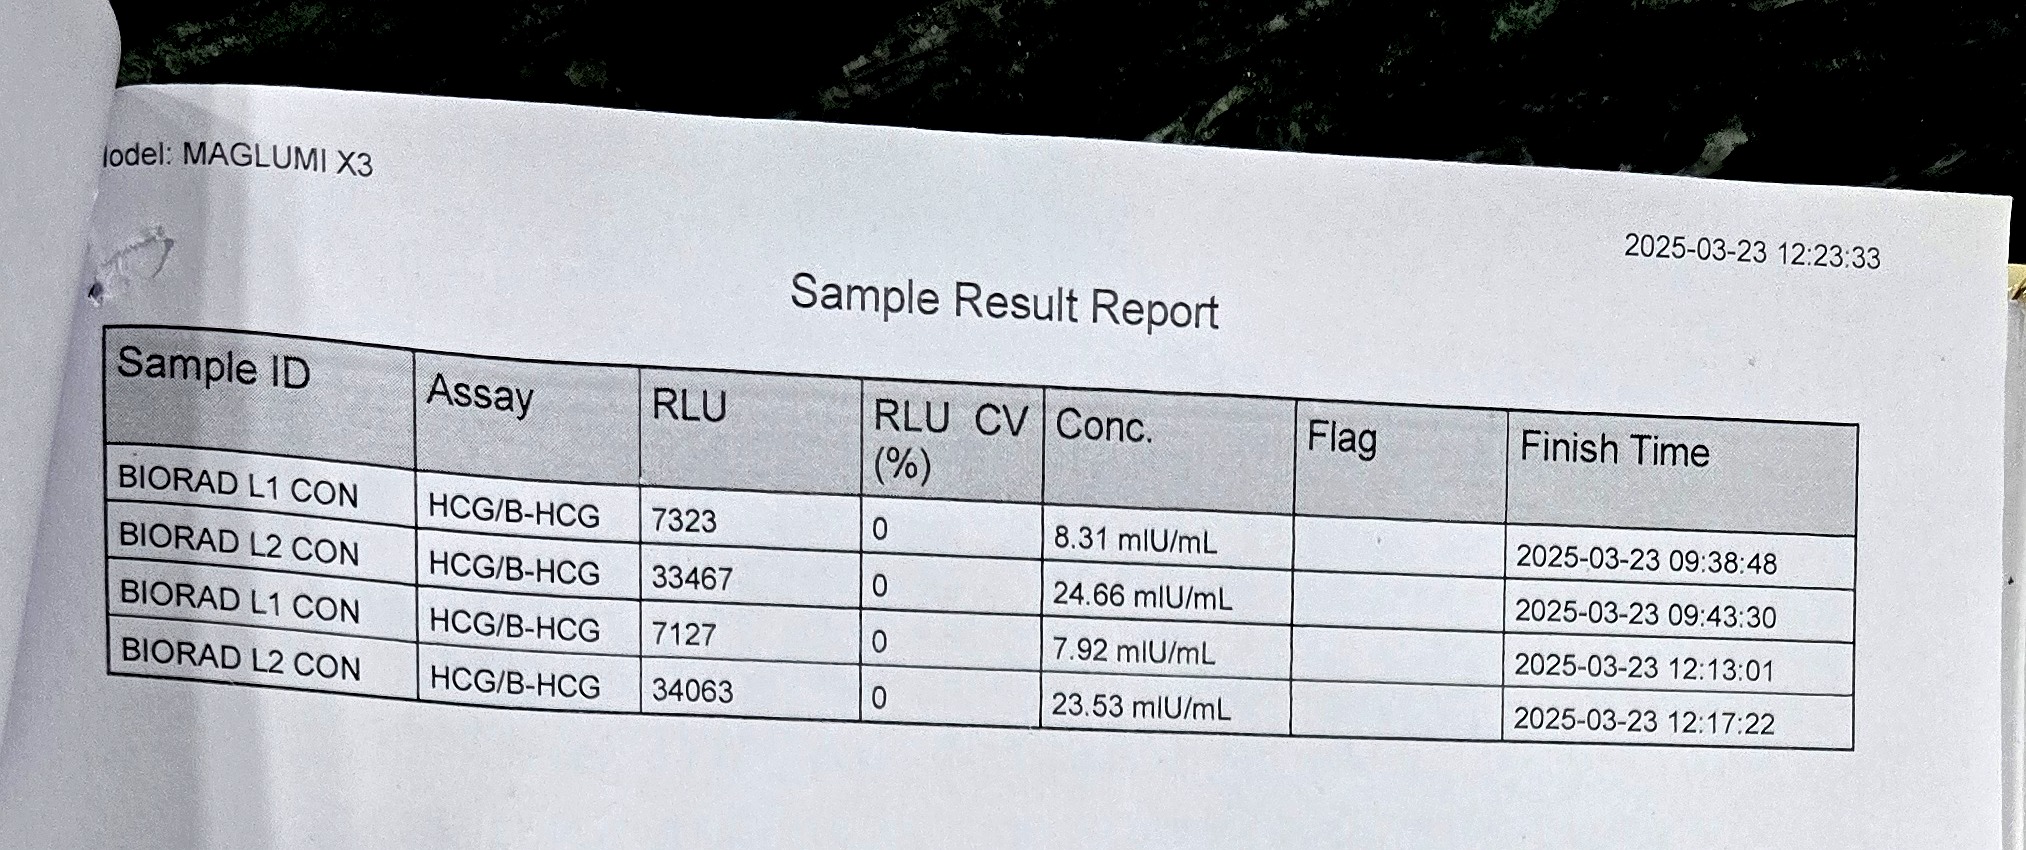 lodel: MAGLUMI X3
2025-03-23 12:23:33
Sample Result Report
Sample ID Assay RLU RLU CV (%) Conc. Flag Finish Time
BIORAD L1 CON HCG/B-HCG 7323 0 8.31 mIU/mL 2025-03-23 09:38:48
BIORAD L2 CON HCG/B-HCG 33467 0 24.66 mIU/mL 2025-03-23 09:43:30
BIORAD L1 CON HCG/B-HCG 7127 0 7.92 mIU/mL 2025-03-23 12:13:01
BIORAD L2 CON HCG/B-HCG 34063 0 23.53 mIU/mL 2025-03-23 12:17:22